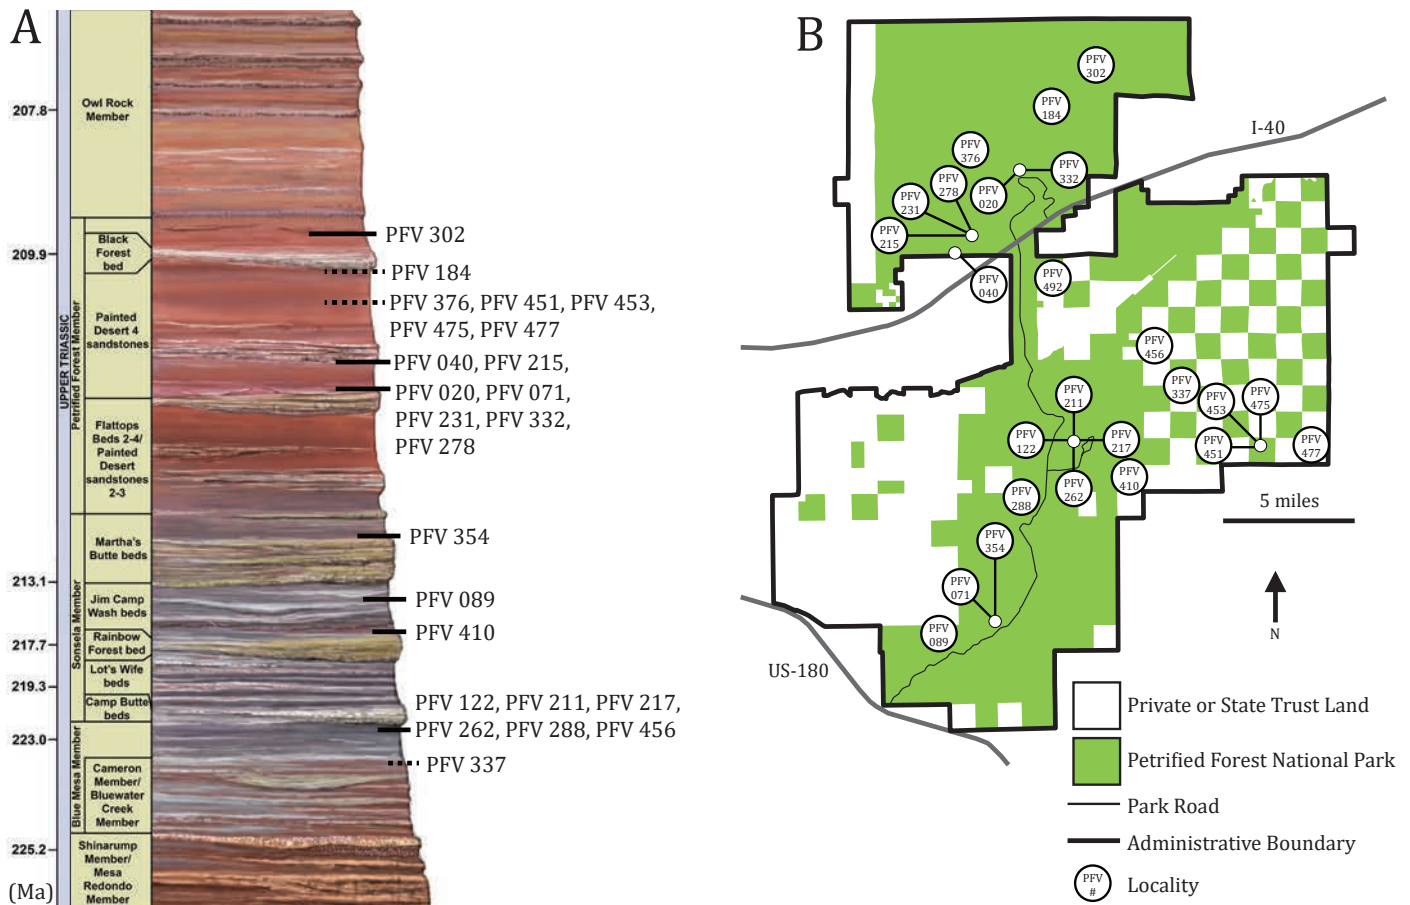 A
207.8
209.9
213.1
217.7
219.3
223.0
225.2
(Ma)
UPPER TRIASSIC
Petrified Forest Member
Sonsela Member
Blue Mesa Member
Owl Rock
Member
Black
Forest
bed
Painted
Desert 4
sandstones
Flattops
Beds 2-4/
Painted
Desert
sandstones
2-3
Martha's
Butte beds
Jim Camp
Wash beds
Rainbow
Forest bed
Lot's Wife
beds
Camp Butte
beds
Cameron
Member/
Bluewater
Creek
Member
Shinarump
Member/
Mesa
Redondo
Member
PFV 302
PFV 184
PFV 376, PFV 451, PFV 453,
PFV 475, PFV 477
PFV 040, PFV 215,
PFV 020, PFV 071,
PFV 231, PFV 332,
PFV 278
PFV 354
PFV 089
PFV 410
PFV 122, PFV 211, PFV 217,
PFV 262, PFV 288, PFV 456
PFV 337
B
PFV
302
PFV
184
I-40
PFV
376
PFV
332
PFV
278
PFV
020
PFV
231
PFV
215
PFV
040
PFV
492
PFV
456
PFV
337
PFV
211
PFV
453
PFV
475
PFV
122
PFV
217
PFV
451
PFV
477
PFV
410
PFV
262
PFV
288
5 miles
PFV
354
PFV
071
PFV
089
N
US-180
Private or State Trust Land
Petrified Forest National Park
Park Road
Administrative Boundary
PFV
#
Locality